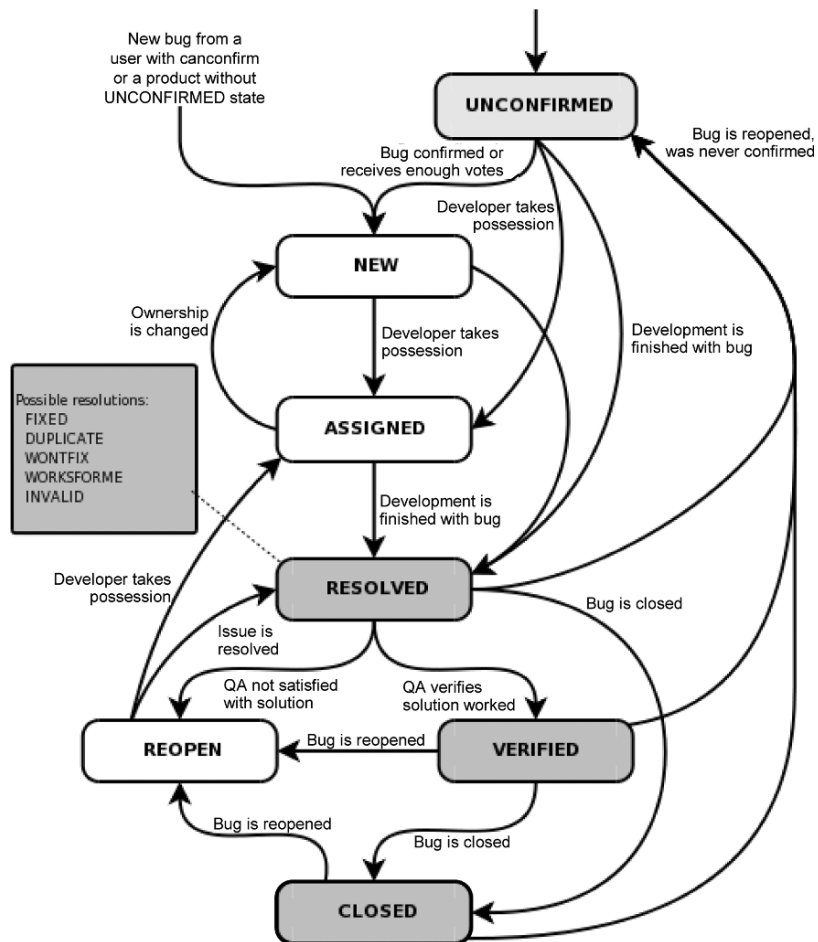 New bug from a
user with canconfirm
or a product without
UNCONFIRMED state
UNCONFIRMED
Bug is reopened,
was never confirmed
Bug confirmed or
receives enough votes
Developer takes
possession
NEW
Ownership
is changed
Developer takes
possession
Development is
finished with bug
Possible resolutions:
FIXED
DUPLICATE
WONTFIX
WORKSFORME
INVALID
ASSIGNED
Development is
finished with bug
Developer takes
possession
RESOLVED
Bug is closed
Issue is
resolved
QA not satisfied
with solution
QA verifies
solution worked
REOPEN
Bug is reopened
VERIFIED
Bug is reopened
Bug is closed
CLOSED